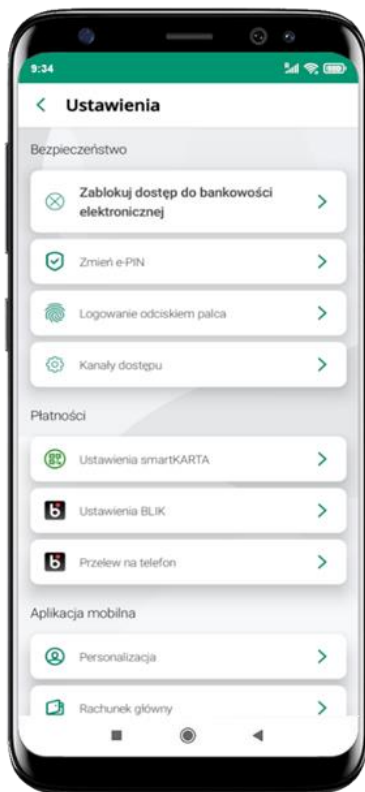 9:34
Ustawienia
Bezpieczeństwo
Zablokuj dostęp do bankowości
elektronicznej
Zmień e-PIN
Logowanie odciskiem palca
Kanały dostępu
Płatności
Ustawienia smartKARTA
Ustawienia BLIK
Przelew na telefon
Aplikacja mobilna
Personalizacja
Rachunek główny